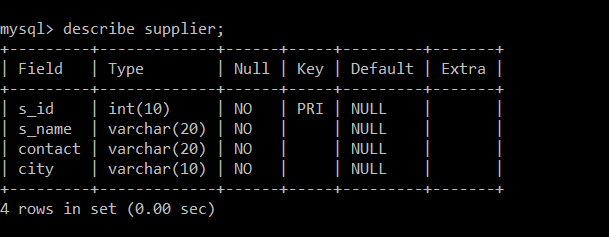 mysql> describe supplier;
+---------+-------------+------+-----+---------+-------+
| Field   | Type        | Null | Key | Default | Extra |
+---------+-------------+------+-----+---------+-------+
| s_id    | int(10)     | NO   | PRI | NULL    |       |
| s_name  | varchar(20) | NO   |     | NULL    |       |
| contact | varchar(20) | NO   |     | NULL    |       |
| city    | varchar(10) | NO   |     | NULL    |       |
+---------+-------------+------+-----+---------+-------+
4 rows in set (0.00 sec)